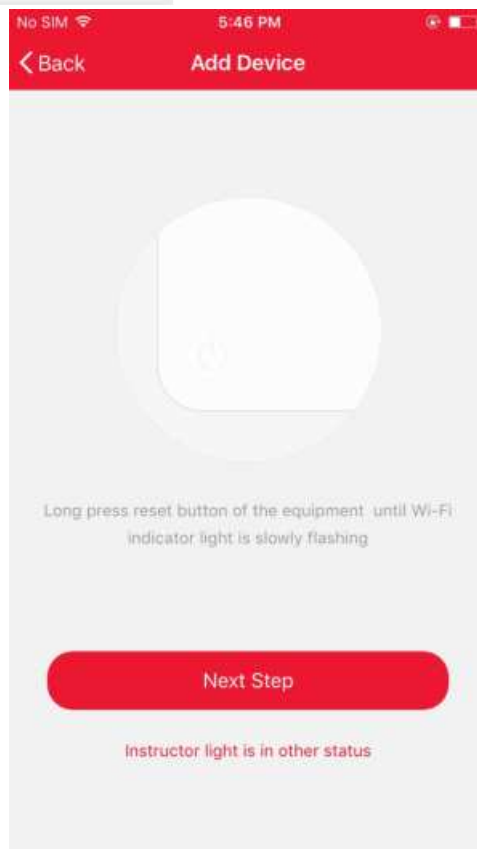 No SIM 5:46 PM
Back Add Device
Long press reset button of the equipment until Wi-Fi
indicator light is slowly flashing
Next Step
Instructor light is in other status